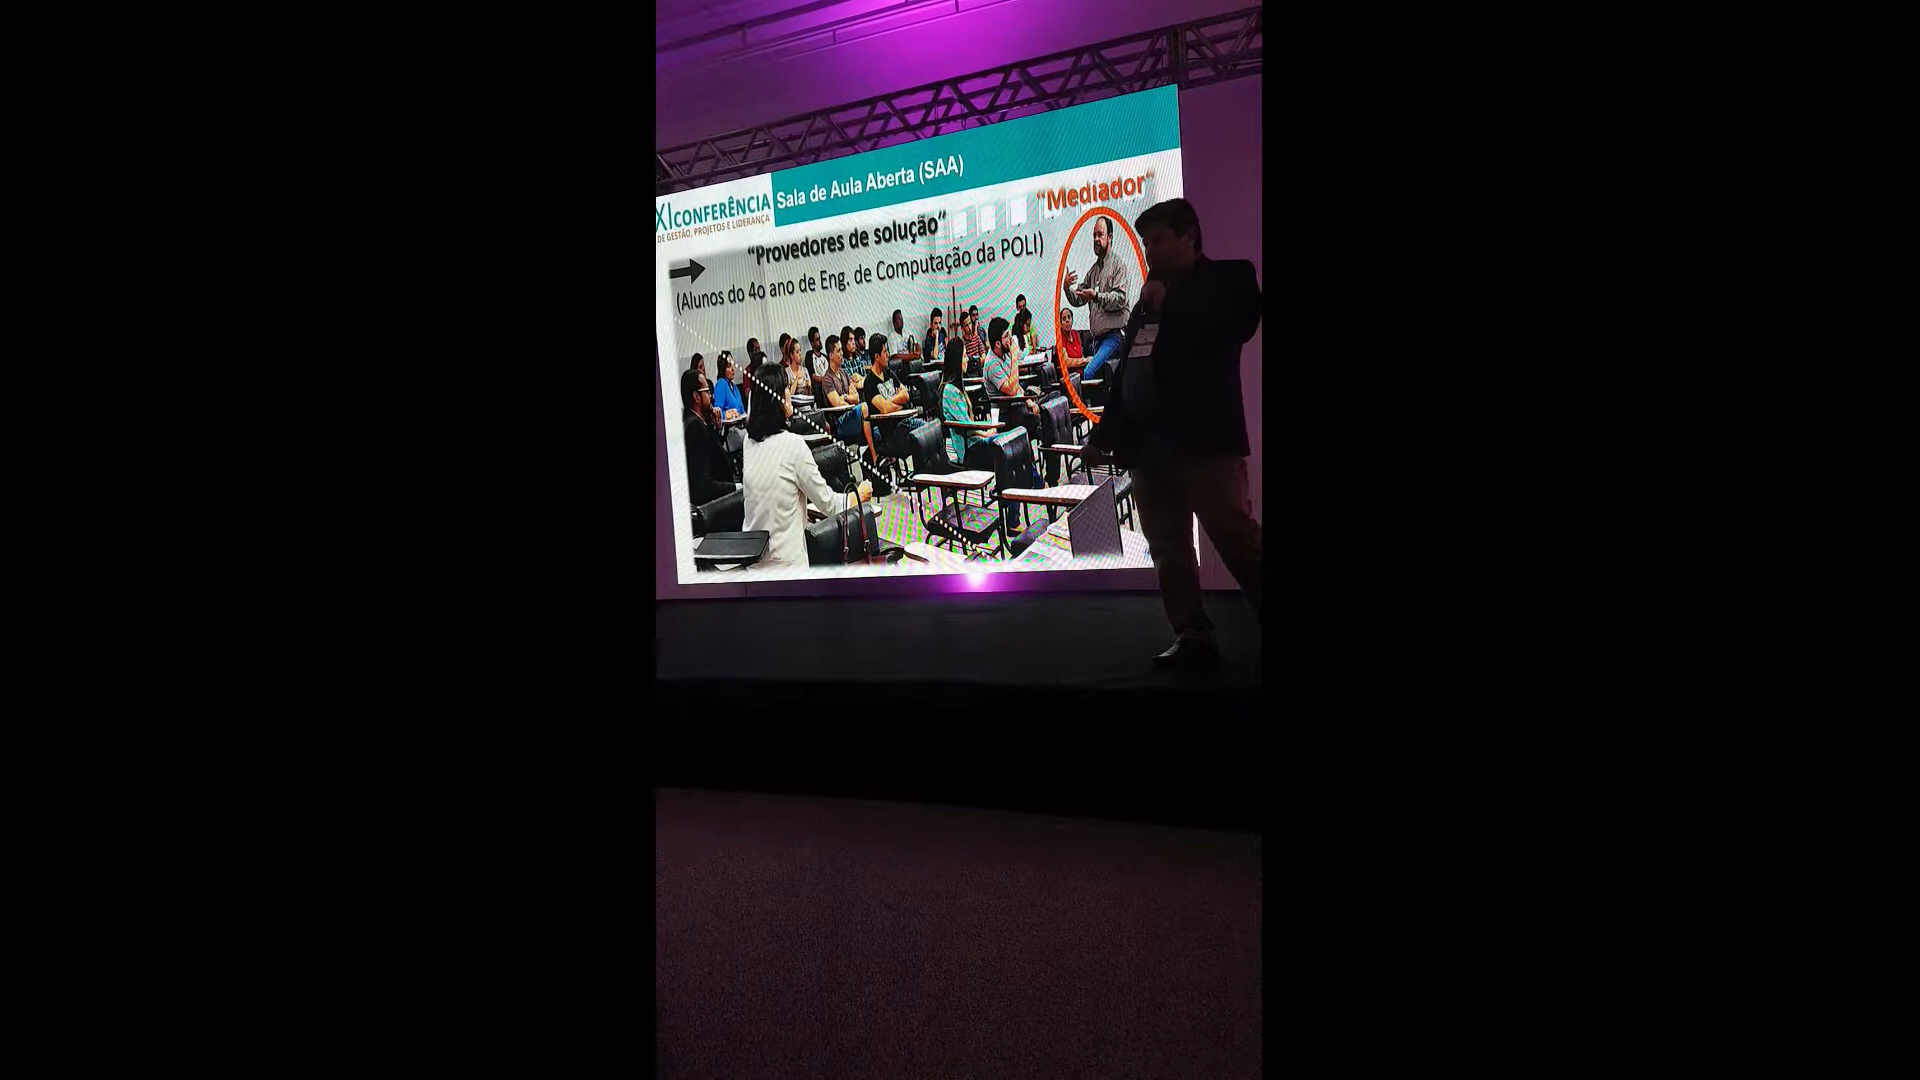 Sala de Aula Aberta (SAA)
XI CONFERÊNCIA
DE GESTÃO, PROJETOS E LIDERANÇA
"Mediador"
"Provedores de solução"
(Alunos do 4o ano de Eng. de Computação da POLI)